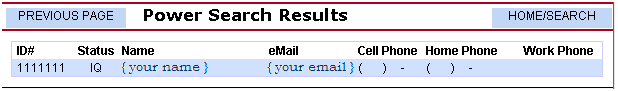 PREVIOUS PAGE Power Search Results HOME/SEARCH
ID# Status Name eMail Cell Phone Home Phone Work Phone
1111111 IQ {your name} {your email} ( ) - ( ) -